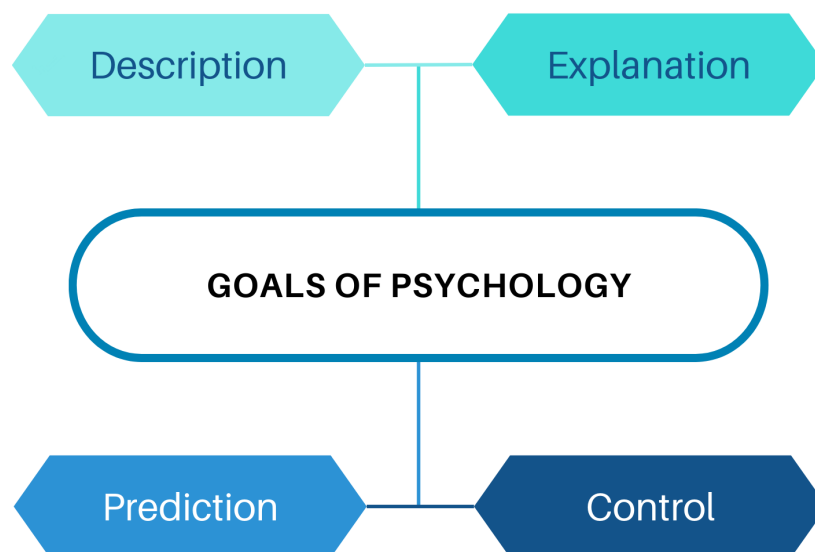 Description
Explanation
GOALS OF PSYCHOLOGY
Prediction
Control